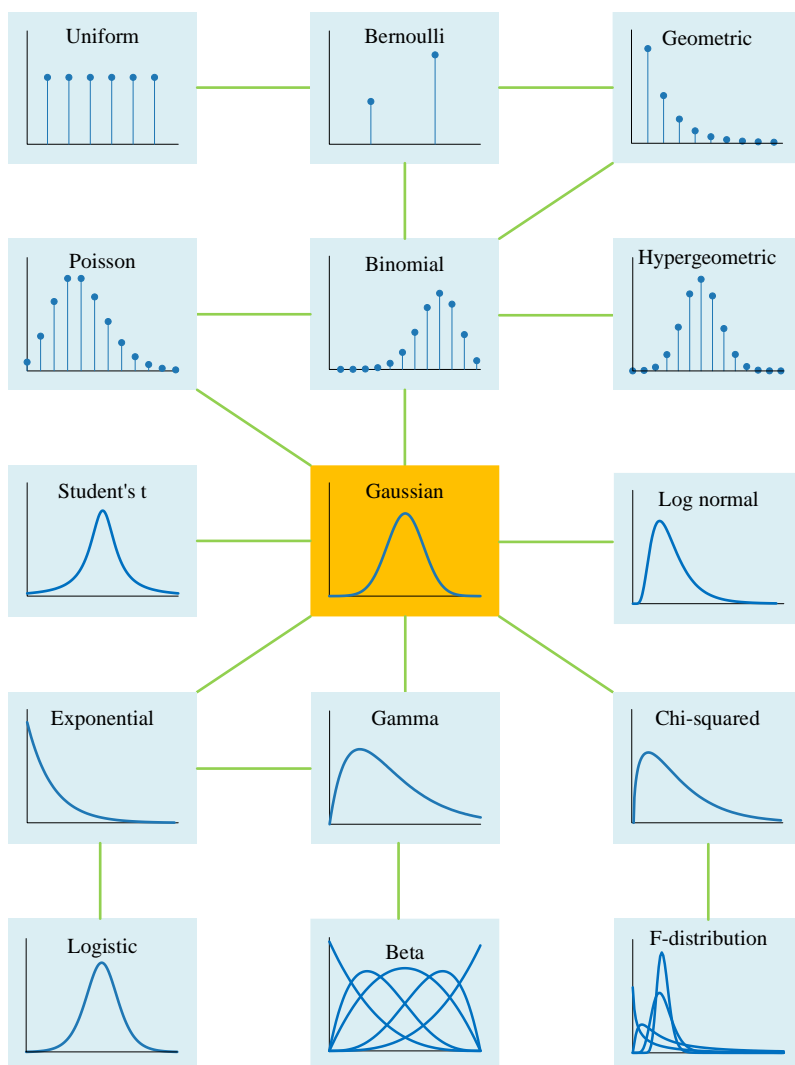 Uniform
Bernoulli
Geometric
Poisson
Binomial
Hypergeometric
Student's t
Gaussian
Log normal
Exponential
Gamma
Chi-squared
Logistic
Beta
F-distribution